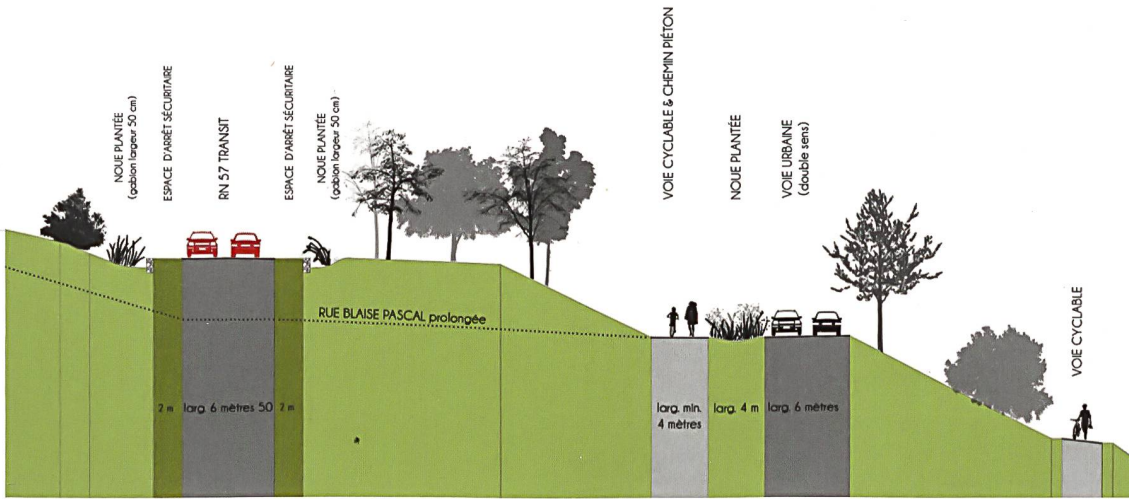 NOUE PLANTÉE
(gabion largeur 50 cm)
ESPACE D'ARRÊT SÉCURITAIRE
RN 57 TRANSIT
ESPACE D'ARRÊT SÉCURITAIRE
NOUE PLANTÉE
(gabion largeur 50 cm)
VOIE CYCLABLE & CHEMIN PIÉTON
NOUE PLANTÉE
VOIE URBAINE
(double sens)
VOIE CYCLABLE
RUE BLAISE PASCAL prolongée
2 m
larg. 6 mètres 50
2 m
larg. min.
4 mètres
larg. 4 m
larg. 6 mètres